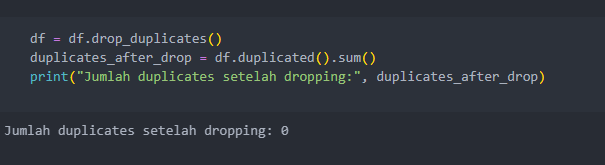 df = df.drop_duplicates()
duplicates_after_drop = df.duplicated().sum()
print("Jumlah duplicates setelah dropping:", duplicates_after_drop)
Jumlah duplicates setelah dropping: 0